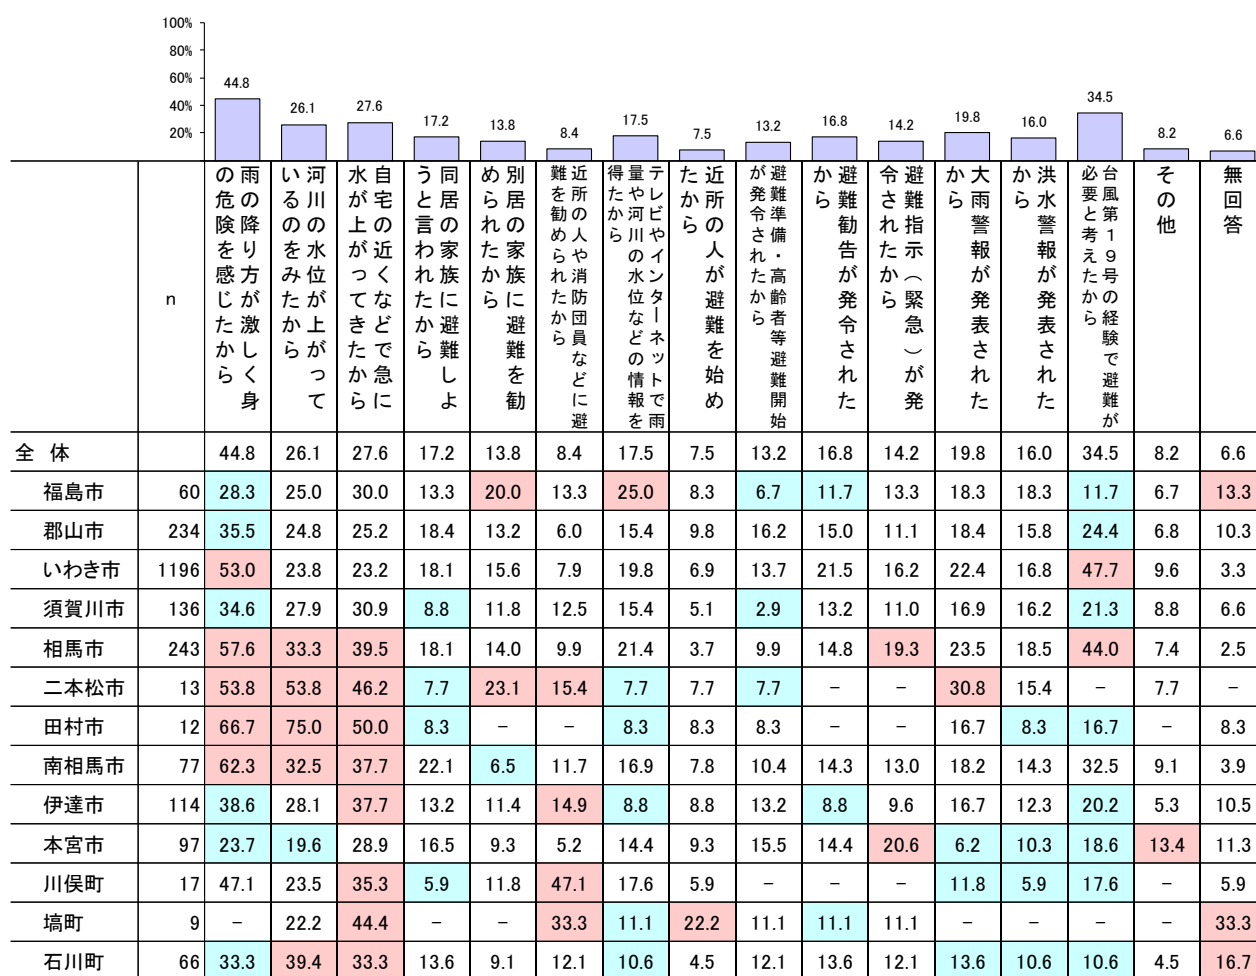 100%
80%
60%
40%
20%
44.8 26.1 27.6 17.2 13.8 8.4 17.5 7.5 13.2 16.8 14.2 19.8 16.0 34.5 8.2 6.6
n
雨の降り方が激しく身
の危険を感じたから
河川の水位が上がって
いるのをみたから
自宅の近くなどで急に
水が上がってきたから
同居の家族に避難しよ
うと言われたから
別居の家族に避難を勧
められたから
近所の人や消防団員などに避
難を勧められたから
テレビやインターネットで雨
量や河川の水位などの情報を
得たから
近所の人が避難を始め
たから
避難準備・高齢者等避難開始
が発令されたから
避難勧告が発令された
から
避難指示（緊急）が発
令されたから
大雨警報が発表された
から
洪水警報が発表された
から
台風第19号の経験で避難が
必要と考えたから
その他
無回答
全 体 44.8 26.1 27.6 17.2 13.8 8.4 17.5 7.5 13.2 16.8 14.2 19.8 16.0 34.5 8.2 6.6
福島市 60 28.3 25.0 30.0 13.3 20.0 13.3 25.0 8.3 6.7 11.7 13.3 18.3 18.3 11.7 6.7 13.3
郡山市 234 35.5 24.8 25.2 18.4 13.2 6.0 15.4 9.8 16.2 15.0 11.1 18.4 15.8 24.4 6.8 10.3
いわき市 1196 53.0 23.8 23.2 18.1 15.6 7.9 19.8 6.9 13.7 21.5 16.2 22.4 16.8 47.7 9.6 3.3
須賀川市 136 34.6 27.9 30.9 8.8 11.8 12.5 15.4 5.1 2.9 13.2 11.0 16.9 16.2 21.3 8.8 6.6
相馬市 243 57.6 33.3 39.5 18.1 14.0 9.9 21.4 3.7 9.9 14.8 19.3 23.5 18.5 44.0 7.4 2.5
二本松市 13 53.8 53.8 46.2 7.7 23.1 15.4 7.7 7.7 7.7 − − 30.8 15.4 − 7.7 −
田村市 12 66.7 75.0 50.0 8.3 − − 8.3 8.3 8.3 − − 16.7 8.3 16.7 − 8.3
南相馬市 77 62.3 32.5 37.7 22.1 6.5 11.7 16.9 7.8 10.4 14.3 13.0 18.2 14.3 32.5 9.1 3.9
伊達市 114 38.6 28.1 37.7 13.2 11.4 14.9 8.8 8.8 13.2 8.8 9.6 16.7 12.3 20.2 5.3 10.5
本宮市 97 23.7 19.6 28.9 16.5 9.3 5.2 14.4 9.3 15.5 14.4 20.6 6.2 10.3 18.6 13.4 11.3
川俣町 17 47.1 23.5 35.3 5.9 11.8 47.1 17.6 5.9 − − − 11.8 5.9 17.6 − 5.9
塙町 9 − 22.2 44.4 − − 33.3 11.1 22.2 11.1 11.1 11.1 − − − − 33.3
石川町 66 33.3 39.4 33.3 13.6 9.1 12.1 10.6 4.5 12.1 13.6 12.1 13.6 10.6 10.6 4.5 16.7